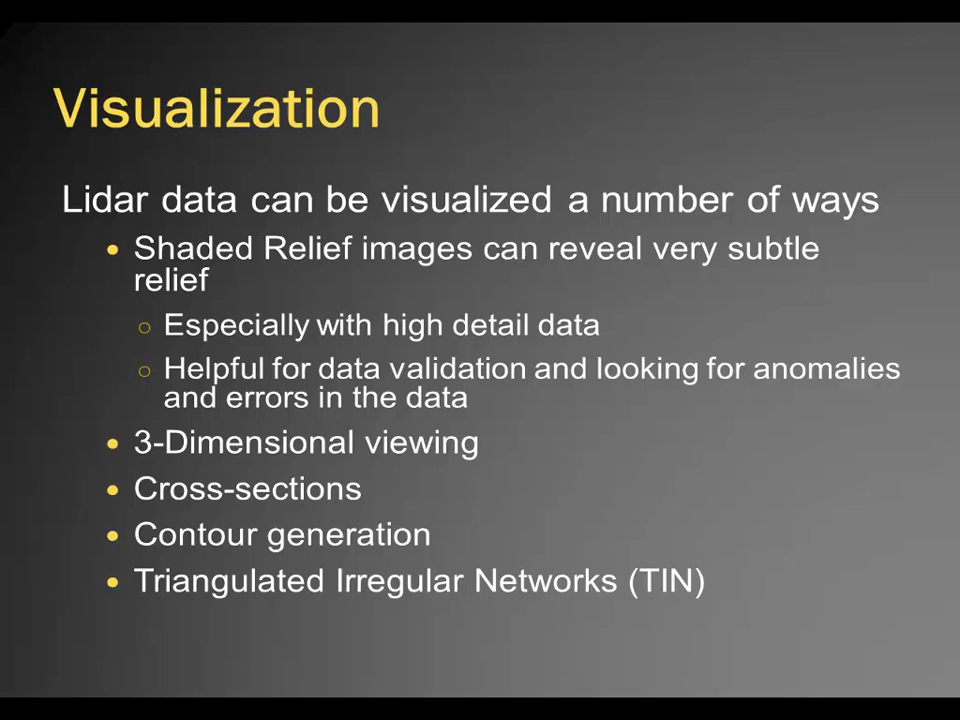 Visualization
Lidar data can be visualized a number of ways
• Shaded Relief images can reveal very subtle
relief
○ Especially with high detail data
○ Helpful for data validation and looking for anomalies
and errors in the data
• 3-Dimensional viewing
• Cross-sections
• Contour generation
• Triangulated Irregular Networks (TIN)